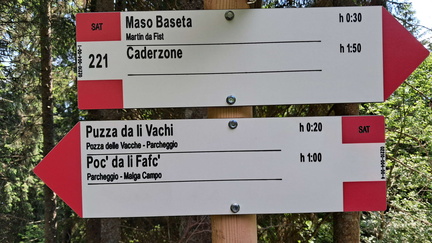 SAT
221
Maso Baseta h 0:30
Martin da Fist
Caderzone h 1:50
Puzza da li Vachi h 0:20
Pozza delle Vacche - Parcheggio
Poc' da li Fafc' h 1:00
Parcheggio - Malga Campo
SAT